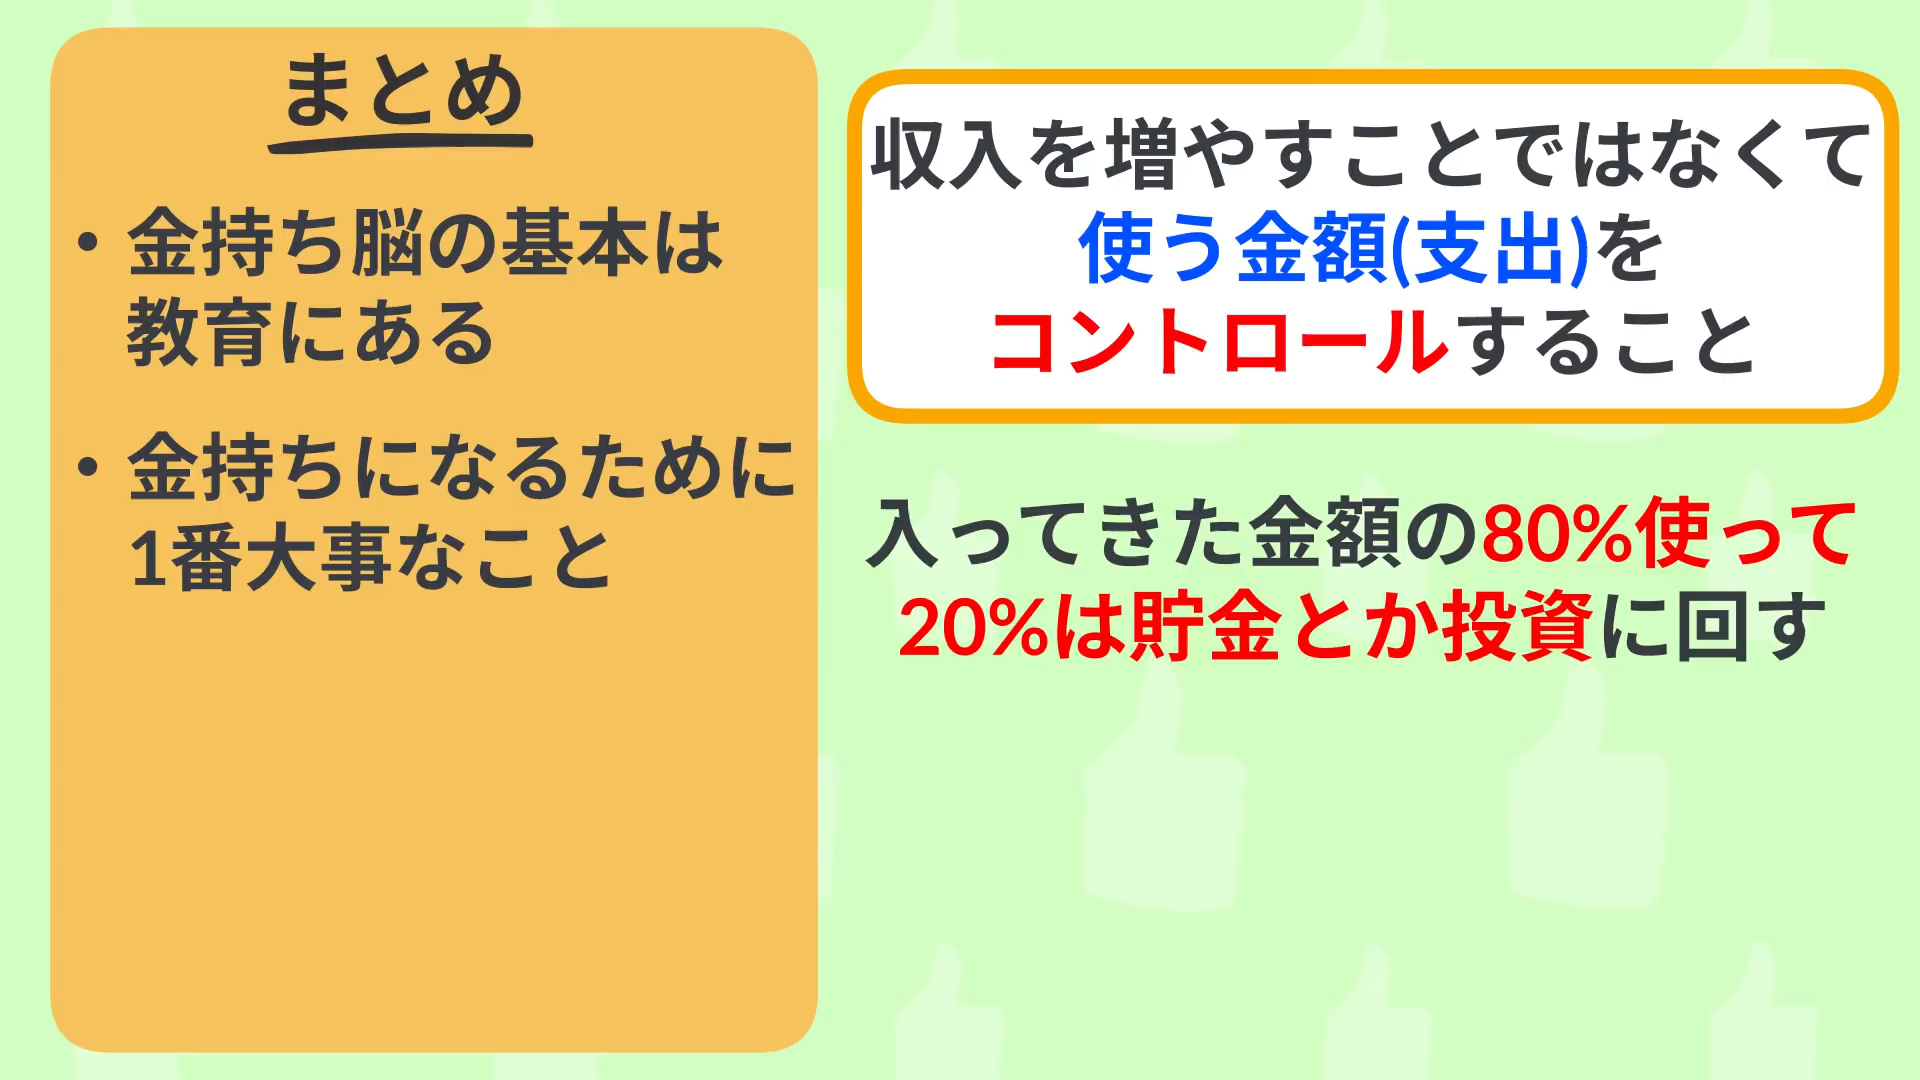 まとめ
・金持ち脳の基本は
教育にある
・金持ちになるために
1番大事なこと
収入を増やすことではなくて
使う金額(支出)を
コントロールすること
入ってきた金額の80%使って
20%は貯金とか投資に回す